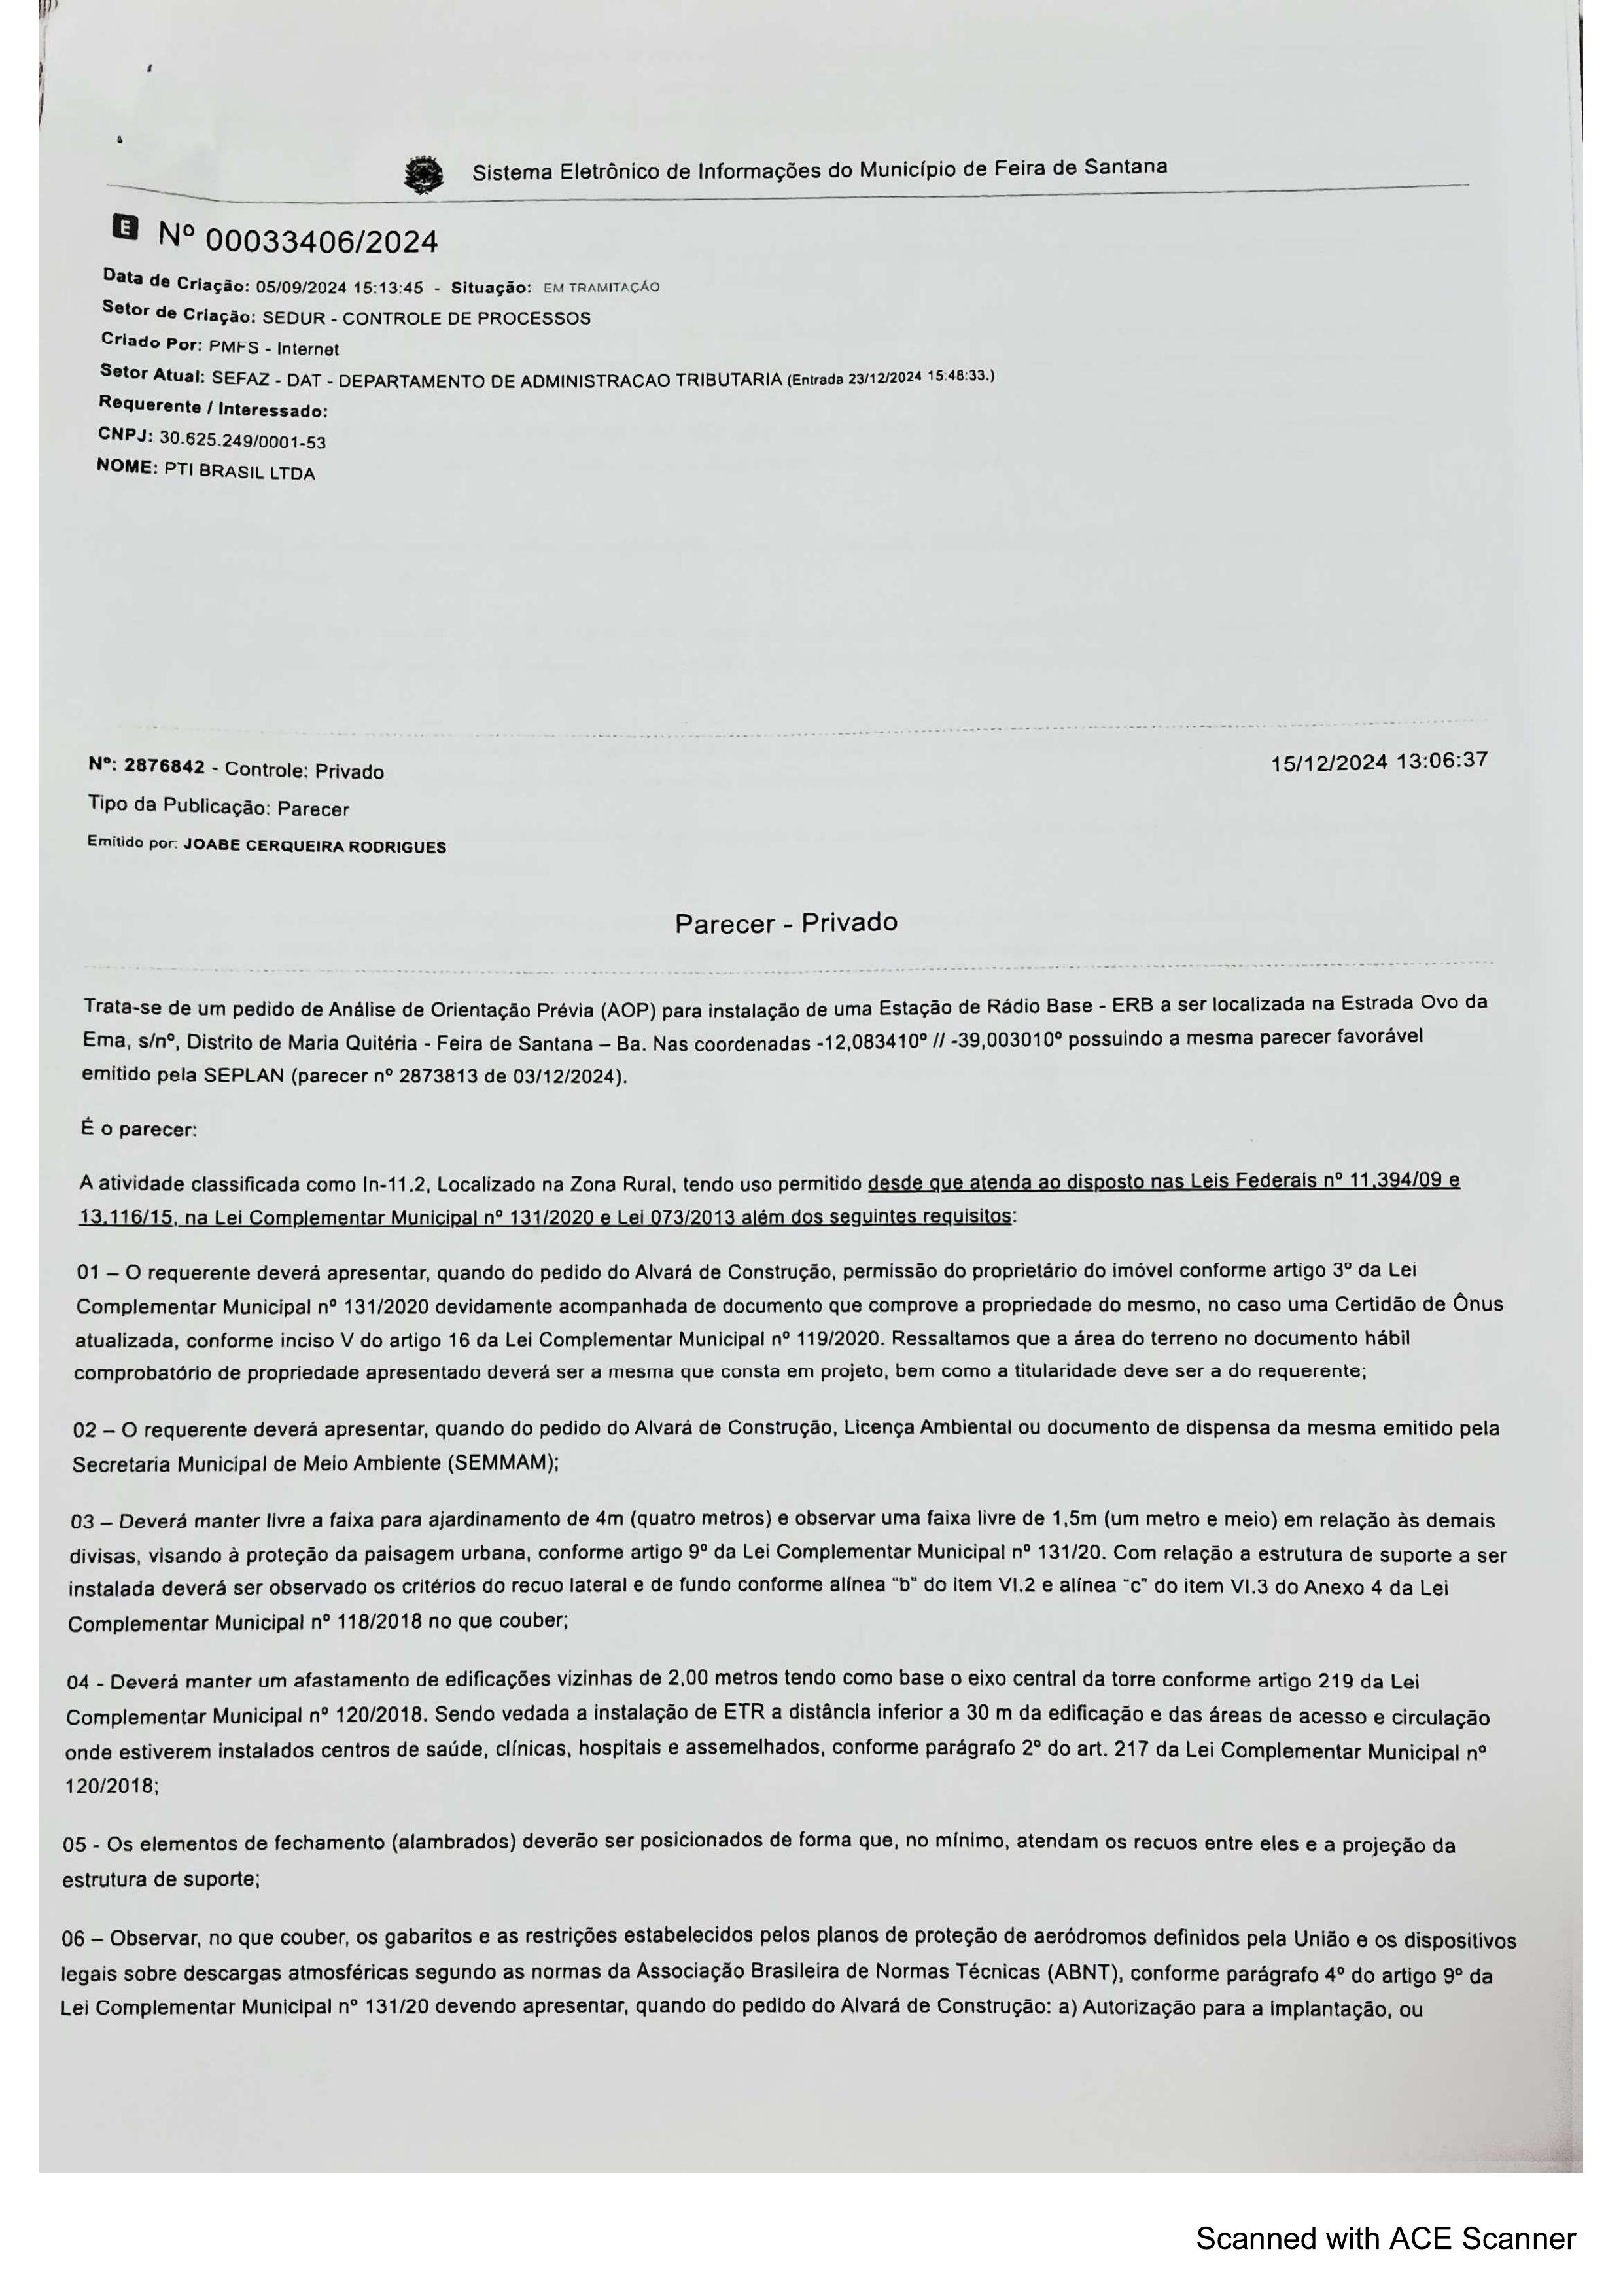 Sistema Eletrônico de Informações do Município de Feira de Santana
E Nº 00033406/2024
Data de Criação: 05/09/2024 15:13:45 - Situação: EM TRAMITAÇÃO
Setor de Criação: SEDUR - CONTROLE DE PROCESSOS
Criado Por: PMFS - Internet
Setor Atual: SEFAZ - DAT - DEPARTAMENTO DE ADMINISTRACAO TRIBUTARIA (Entrada 23/12/2024 15:48:33.)
Requerente / Interessado:
CNPJ: 30.625.249/0001-53
NOME: PTI BRASIL LTDA
Nº: 2876842 - Controle: Privado
15/12/2024 13:06:37
Tipo da Publicação: Parecer
Emitido por: JOABE CERQUEIRA RODRIGUES
Parecer - Privado
Trata-se de um pedido de Análise de Orientação Prévia (AOP) para instalação de uma Estação de Rádio Base - ERB a ser localizada na Estrada Ovo da
Ema, s/nº, Distrito de Maria Quitéria - Feira de Santana – Ba. Nas coordenadas -12,083410º // -39,003010º possuindo a mesma parecer favorável
emitido pela SEPLAN (parecer nº 2873813 de 03/12/2024).
É o parecer:
A atividade classificada como In-11.2, Localizado na Zona Rural, tendo uso permitido desde que atenda ao disposto nas Leis Federais nº 11.394/09 e
13.116/15, na Lei Complementar Municipal nº 131/2020 e Lei 073/2013 além dos seguintes requisitos:
01 – O requerente deverá apresentar, quando do pedido do Alvará de Construção, permissão do proprietário do imóvel conforme artigo 3º da Lei
Complementar Municipal nº 131/2020 devidamente acompanhada de documento que comprove a propriedade do mesmo, no caso uma Certidão de Ônus
atualizada, conforme inciso V do artigo 16 da Lei Complementar Municipal nº 119/2020. Ressaltamos que a área do terreno no documento hábil
comprobatório de propriedade apresentado deverá ser a mesma que consta em projeto, bem como a titularidade deve ser a do requerente;
02 – O requerente deverá apresentar, quando do pedido do Alvará de Construção, Licença Ambiental ou documento de dispensa da mesma emitido pela
Secretaria Municipal de Meio Ambiente (SEMMAM);
03 – Deverá manter livre a faixa para ajardinamento de 4m (quatro metros) e observar uma faixa livre de 1,5m (um metro e meio) em relação às demais
divisas, visando à proteção da paisagem urbana, conforme artigo 9º da Lei Complementar Municipal nº 131/20. Com relação a estrutura de suporte a ser
instalada deverá ser observado os critérios do recuo lateral e de fundo conforme alínea "b" do item VI.2 e alínea "c" do item VI.3 do Anexo 4 da Lei
Complementar Municipal nº 118/2018 no que couber;
04 - Deverá manter um afastamento de edificações vizinhas de 2,00 metros tendo como base o eixo central da torre conforme artigo 219 da Lei
Complementar Municipal nº 120/2018. Sendo vedada a instalação de ETR a distância inferior a 30 m da edificação e das áreas de acesso e circulação
onde estiverem instalados centros de saúde, clínicas, hospitais e assemelhados, conforme parágrafo 2º do art. 217 da Lei Complementar Municipal nº
120/2018;
05 - Os elementos de fechamento (alambrados) deverão ser posicionados de forma que, no mínimo, atendam os recuos entre eles e a projeção da
estrutura de suporte;
06 – Observar, no que couber, os gabaritos e as restrições estabelecidos pelos planos de proteção de aeródromos definidos pela União e os dispositivos
legais sobre descargas atmosféricas segundo as normas da Associação Brasileira de Normas Técnicas (ABNT), conforme parágrafo 4º do artigo 9º da
Lei Complementar Municipal nº 131/20 devendo apresentar, quando do pedido do Alvará de Construção: a) Autorização para a implantação, ou
Scanned with ACE Scanner